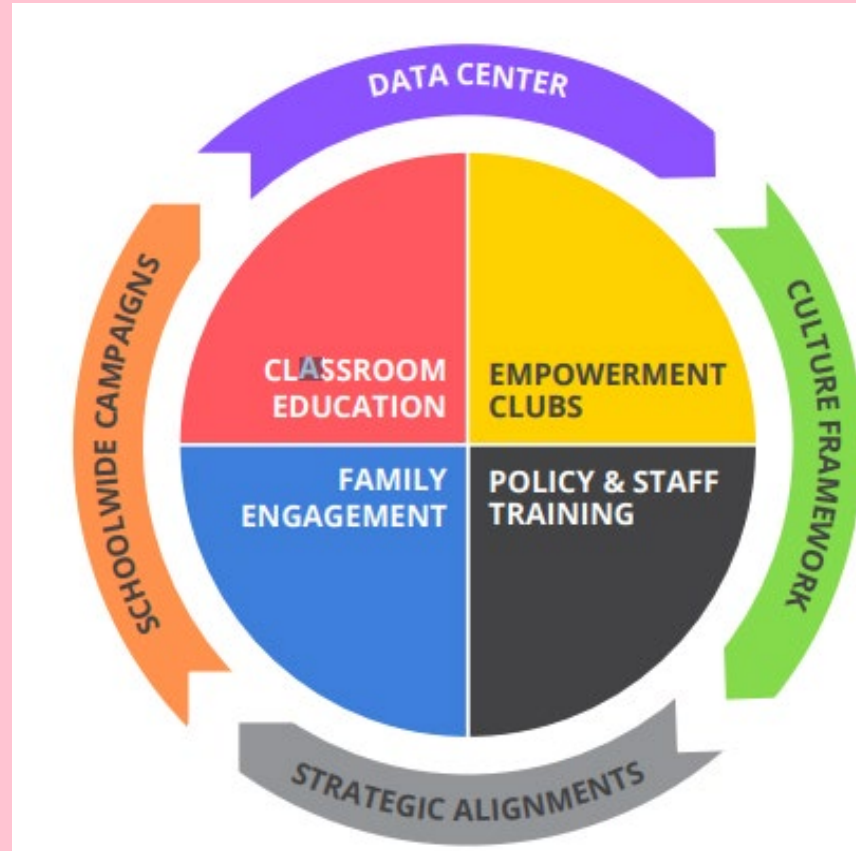 DATA CENTER
CLASSROOM
EDUCATION
EMPOWERMENT
CLUBS
FAMILY
ENGAGEMENT
POLICY & STAFF
TRAINING
SCHOOLWIDE CAMPAIGNS
CULTURE FRAMEWORK
STRATEGIC ALIGNMENTS